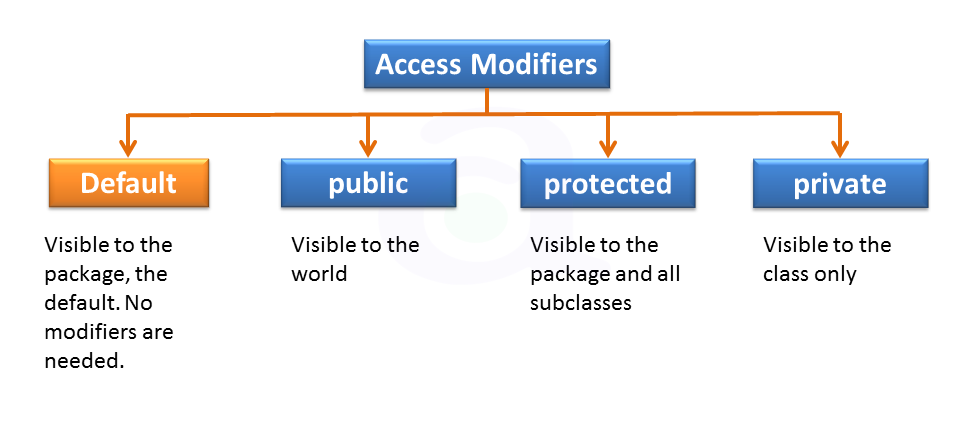 Access Modifiers
Default
public
protected
private
Visible to the
package, the
default. No
modifiers are
needed.
Visible to the
world
Visible to the
package and all
subclasses
Visible to the
class only